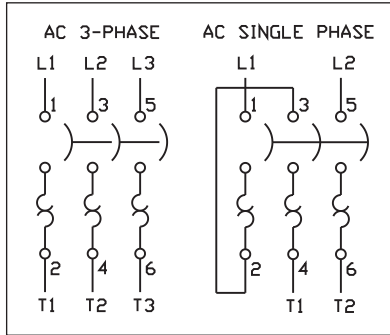 AC 3-PHASE AC SINGLE PHASE
L1 L2 L3 L1 L2
1 3 5 1 3 5
2 4 6 2 4 6
T1 T2 T3 T1 T2